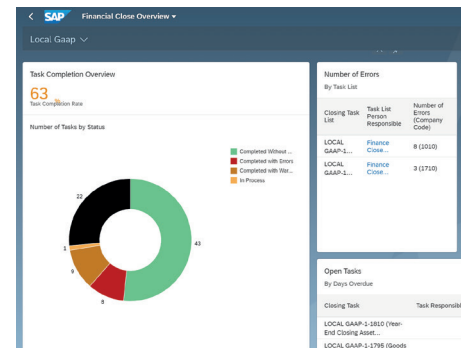 SAP Financial Close Overview
Local Gaap
Task Completion Overview
63 %
Task Completion Rate
Number of Tasks by Status
Completed Without ...
Completed with Errors
Completed with War...
In Process
22
1
9
8
43
Number of Errors
By Task List
Closing Task List
Task List Person Responsible
Number of Errors (Company Code)
LOCAL GAAP-1...
Finance Close...
8 (1010)
LOCAL GAAP-1...
Finance Close...
3 (1710)
Open Tasks
By Days Overdue
Closing Task
Task Responsibl
LOCAL GAAP-1-1810 (Year-
End Closing Asset...
LOCAL GAAP-1-1795 (Goods